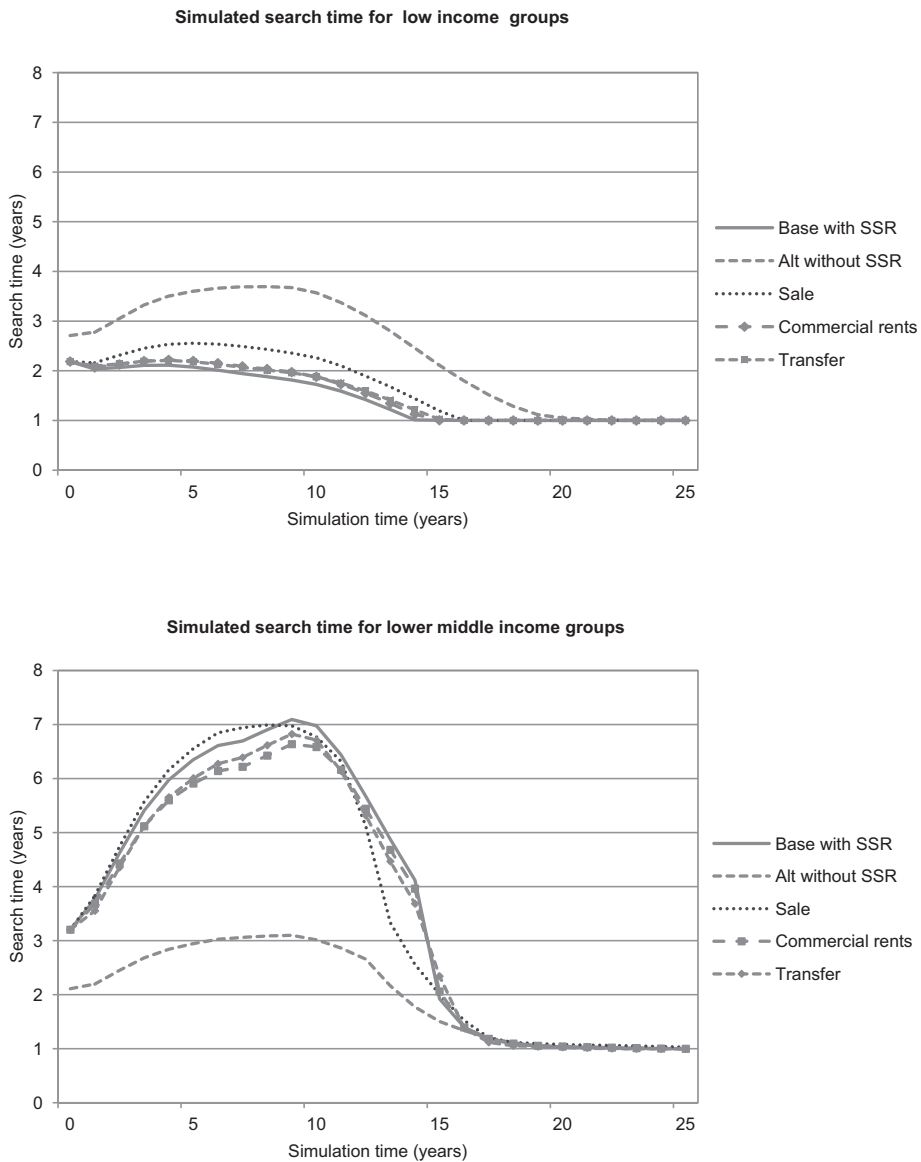 Simulated search time for low income groups
8
7
6
5
4
3
2
1
0
Search time (years)
0 5 10 15 20 25
Simulation time (years)
Base with SSR
Alt without SSR
Sale
Commercial rents
Transfer
Simulated search time for lower middle income groups
8
7
6
5
4
3
2
1
0
Search time (years)
0 5 10 15 20 25
Simulation time (years)
Base with SSR
Alt without SSR
Sale
Commercial rents
Transfer